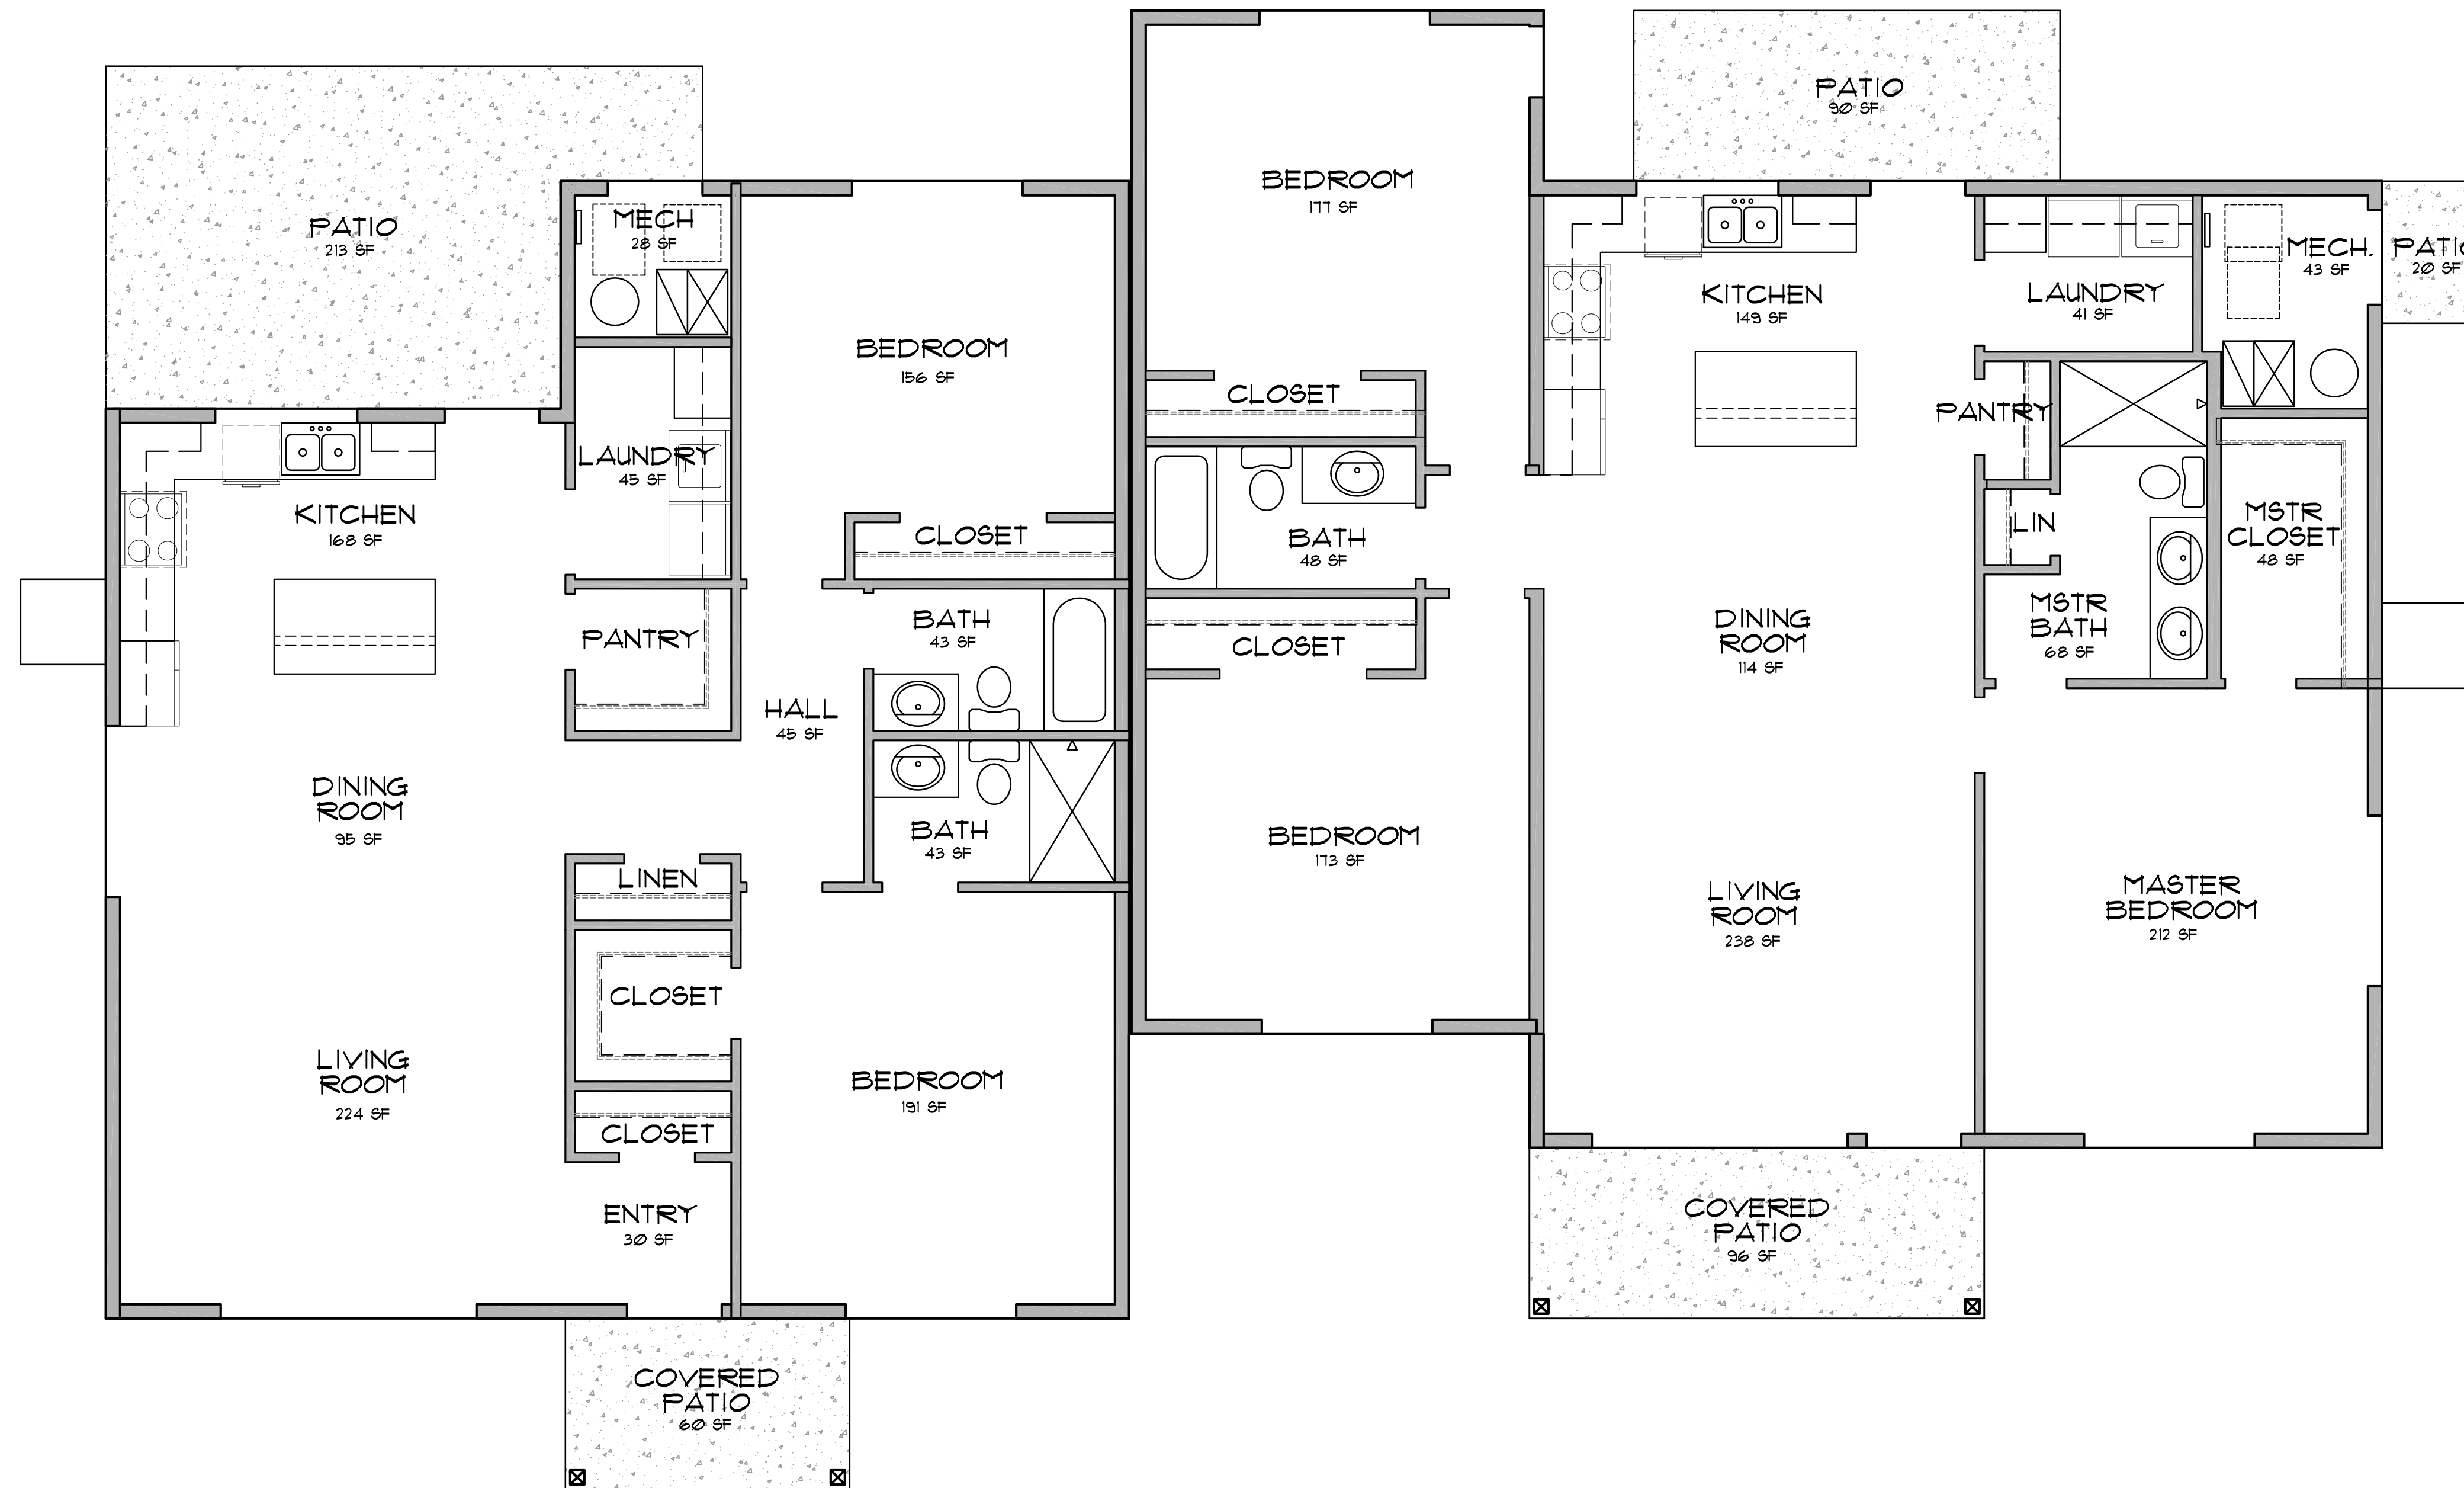 PATIO
213 SF
MECH
28 SF
BEDROOM
156 SF
LAUNDRY
45 SF
KITCHEN
168 SF
CLOSET
PANTRY
BATH
43 SF
HALL
45 SF
DINING
ROOM
95 SF
BATH
43 SF
LINEN
CLOSET
LIVING
ROOM
224 SF
BEDROOM
191 SF
CLOSET
ENTRY
30 SF
COVERED
PATIO
60 SF
BEDROOM
177 SF
PATIO
90 SF
KITCHEN
149 SF
LAUNDRY
41 SF
MECH.
43 SF
PATIO
20 SF
CLOSET
PANTRY
BATH
48 SF
LIN
MSTR
CLOSET
48 SF
CLOSET
DINING
ROOM
114 SF
MSTR
BATH
68 SF
BEDROOM
173 SF
LIVING
ROOM
238 SF
MASTER
BEDROOM
212 SF
COVERED
PATIO
96 SF